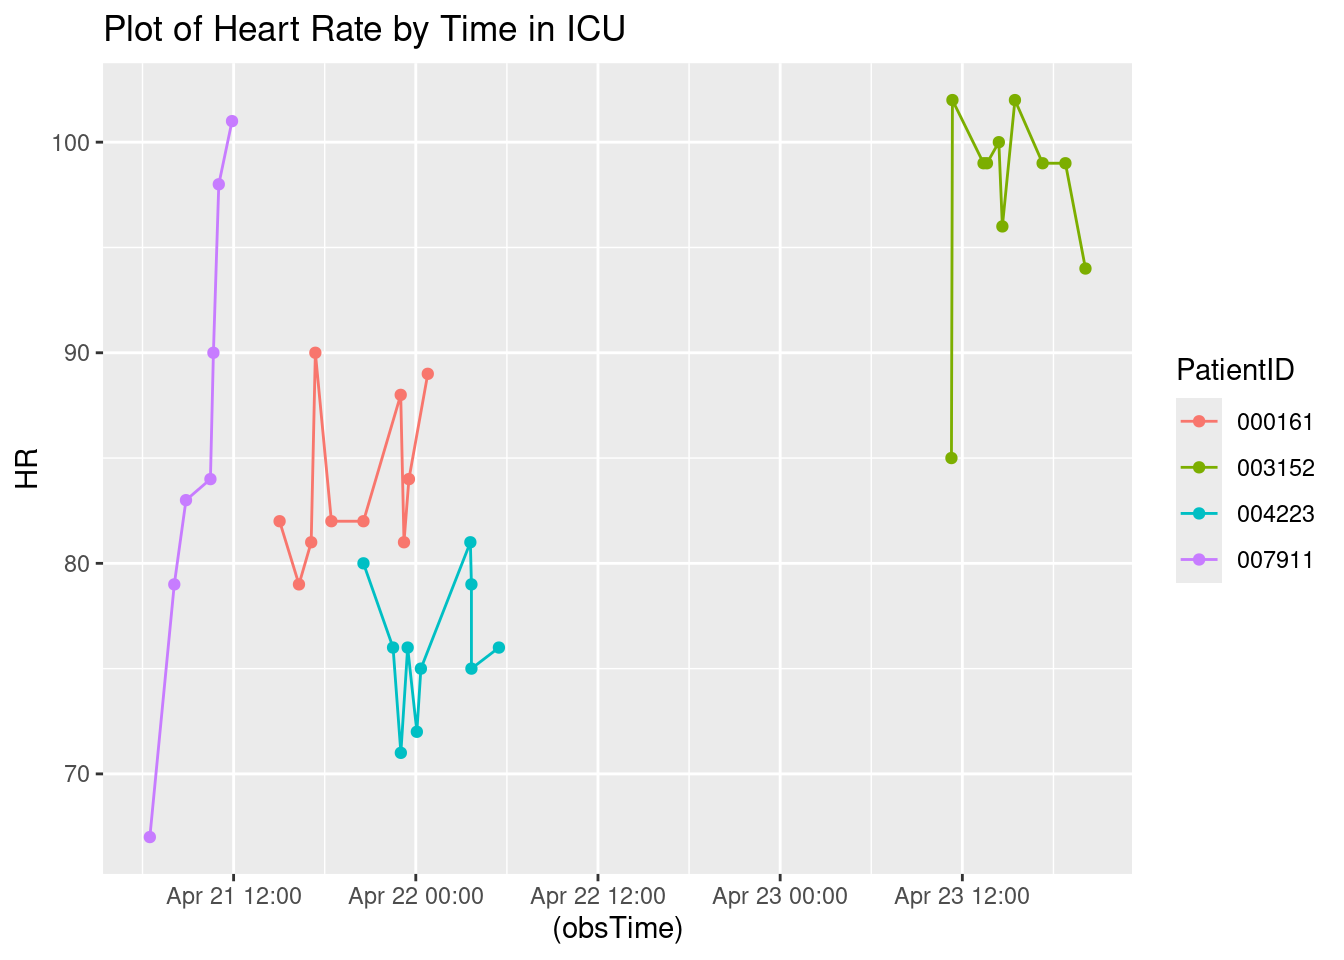 Plot of Heart Rate by Time in ICU
HR
100
90
80
70
Apr 21 12:00 Apr 22 00:00 Apr 22 12:00 Apr 23 00:00 Apr 23 12:00
(obsTime)
PatientID
000161
003152
004223
007911